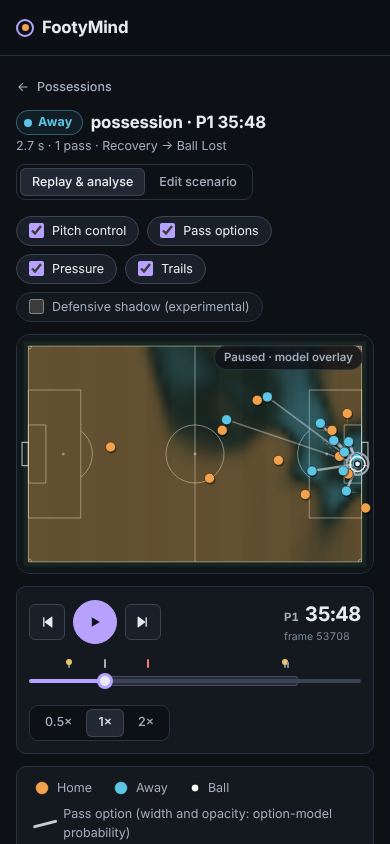 FootyMind
← Possessions
Away possession · P1 35:48
2.7 s · 1 pass · Recovery → Ball Lost
Replay & analyse Edit scenario
Pitch control Pass options
Pressure Trails
Defensive shadow (experimental)
Paused · model overlay
P1 35:48
frame 53708
0.5× 1× 2×
Home Away Ball
Pass option (width and opacity: option-model
probability)